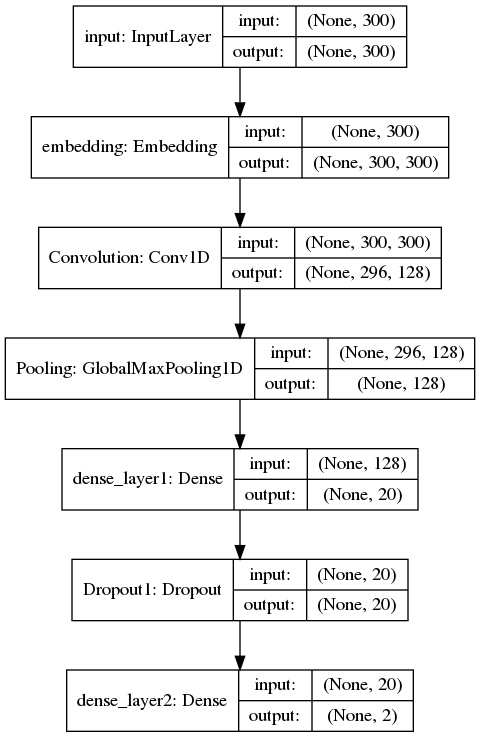 input: InputLayer
input: (None, 300)
output: (None, 300)
embedding: Embedding
input: (None, 300)
output: (None, 300, 300)
Convolution: Conv1D
input: (None, 300, 300)
output: (None, 296, 128)
Pooling: GlobalMaxPooling1D
input: (None, 296, 128)
output: (None, 128)
dense_layer1: Dense
input: (None, 128)
output: (None, 20)
Dropout1: Dropout
input: (None, 20)
output: (None, 20)
dense_layer2: Dense
input: (None, 20)
output: (None, 2)